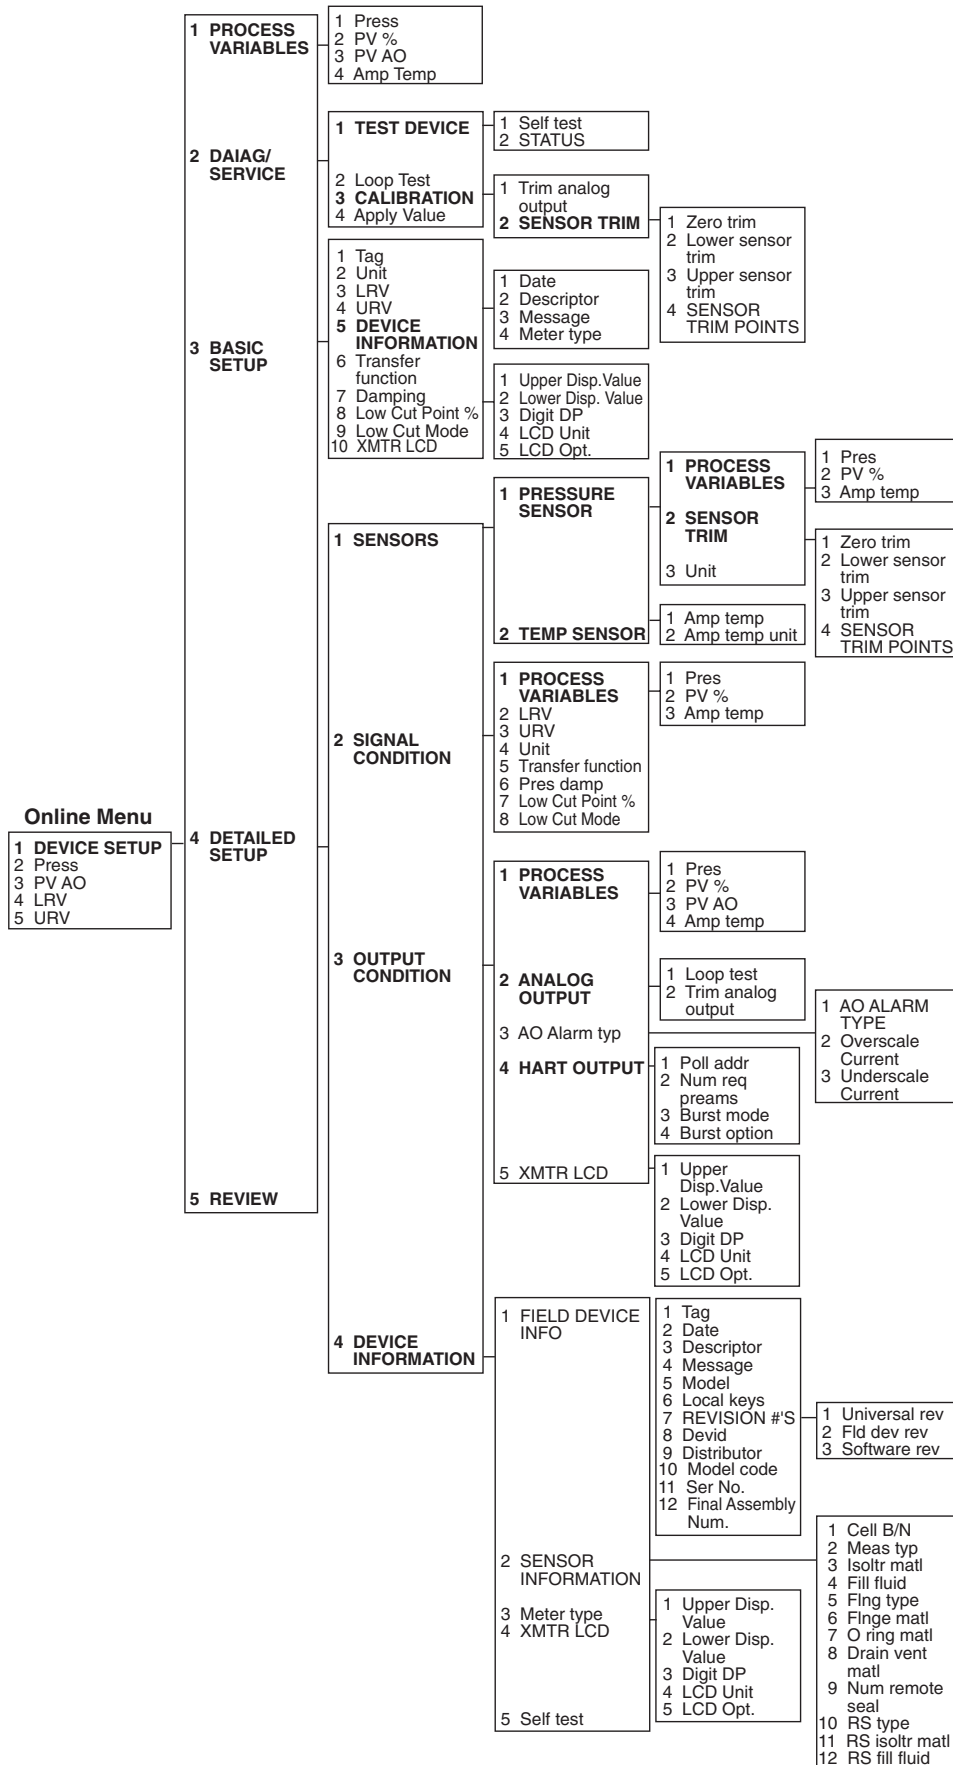 Online Menu
1 DEVICE SETUP
2 Press
3 PV AO
4 LRV
5 URV
1 PROCESS
VARIABLES
2 DAIAG/
SERVICE
3 BASIC
SETUP
4 DETAILED
SETUP
5 REVIEW
1 Press
2 PV %
3 PV AO
4 Amp Temp
1 TEST DEVICE
2 Loop Test
3 CALIBRATION
4 Apply Value
1 Self test
2 STATUS
1 Trim analog
output
2 SENSOR TRIM
1 Zero trim
2 Lower sensor
trim
3 Upper sensor
trim
4 SENSOR
TRIM POINTS
1 Tag
2 Unit
3 LRV
4 URV
5 DEVICE
INFORMATION
6 Transfer
function
7 Damping
8 Low Cut Point %
9 Low Cut Mode
10 XMTR LCD
1 Date
2 Descriptor
3 Message
4 Meter type
1 Upper Disp.Value
2 Lower Disp. Value
3 Digit DP
4 LCD Unit
5 LCD Opt.
1 SENSORS
2 SIGNAL
CONDITION
3 OUTPUT
CONDITION
4 DEVICE
INFORMATION
1 PRESSURE
SENSOR
2 TEMP SENSOR
1 PROCESS
VARIABLES
2 SENSOR
TRIM
3 Unit
1 Pres
2 PV %
3 Amp temp
1 Zero trim
2 Lower sensor
trim
3 Upper sensor
trim
4 SENSOR
TRIM POINTS
1 Amp temp
2 Amp temp unit
1 PROCESS
VARIABLES
2 LRV
3 URV
4 Unit
5 Transfer function
6 Pres damp
7 Low Cut Point %
8 Low Cut Mode
1 Pres
2 PV %
3 Amp temp
1 PROCESS
VARIABLES
2 ANALOG
OUTPUT
3 AO Alarm typ
4 HART OUTPUT
5 XMTR LCD
1 Pres
2 PV %
3 PV AO
4 Amp temp
1 Loop test
2 Trim analog
output
1 AO ALARM
TYPE
2 Overscale
Current
3 Underscale
Current
1 Poll addr
2 Num req
preams
3 Burst mode
4 Burst option
1 Upper
Disp.Value
2 Lower Disp.
Value
3 Digit DP
4 LCD Unit
5 LCD Opt.
1 FIELD DEVICE
INFO
2 SENSOR
INFORMATION
3 Meter type
4 XMTR LCD
5 Self test
1 Tag
2 Date
3 Descriptor
4 Message
5 Model
6 Local keys
7 REVISION #'S
8 Devid
9 Distributor
10 Model code
11 Ser No.
12 Final Assembly
Num.
1 Universal rev
2 Fld dev rev
3 Software rev
1 Cell B/N
2 Meas typ
3 Isoltr matl
4 Fill fluid
5 Flng type
6 Flnge matl
7 O ring matl
8 Drain vent
matl
9 Num remote
seal
10 RS type
11 RS isoltr matl
12 RS fill fluid
1 Upper Disp.
Value
2 Lower Disp.
Value
3 Digit DP
4 LCD Unit
5 LCD Opt.